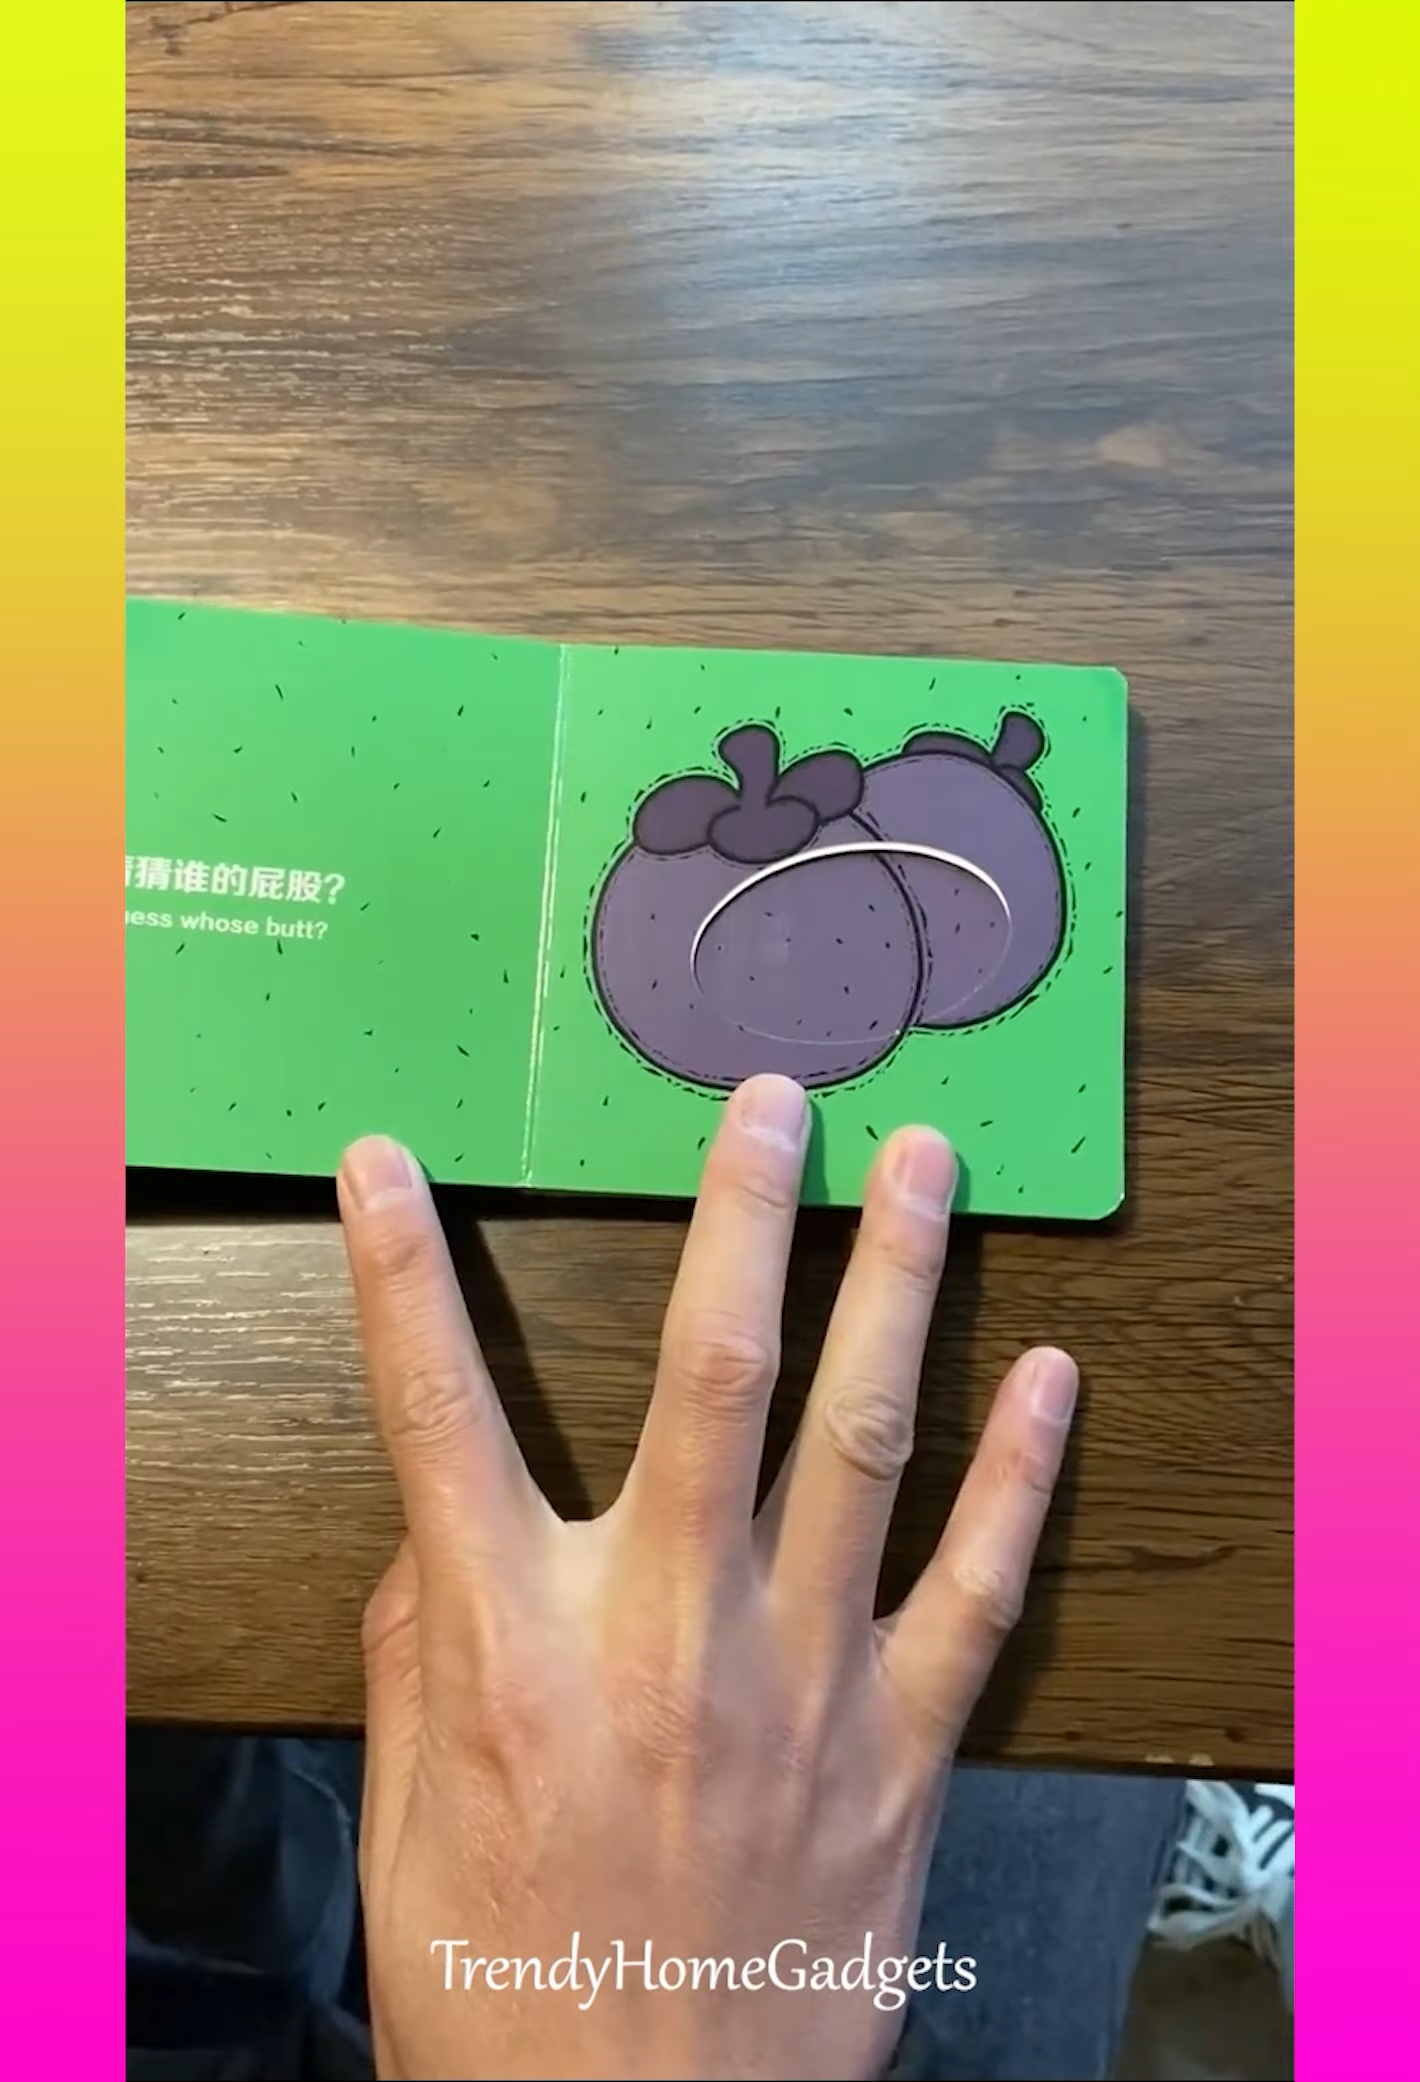 猜谁的屁股?
whose butt?
TrendyHomeGadgets